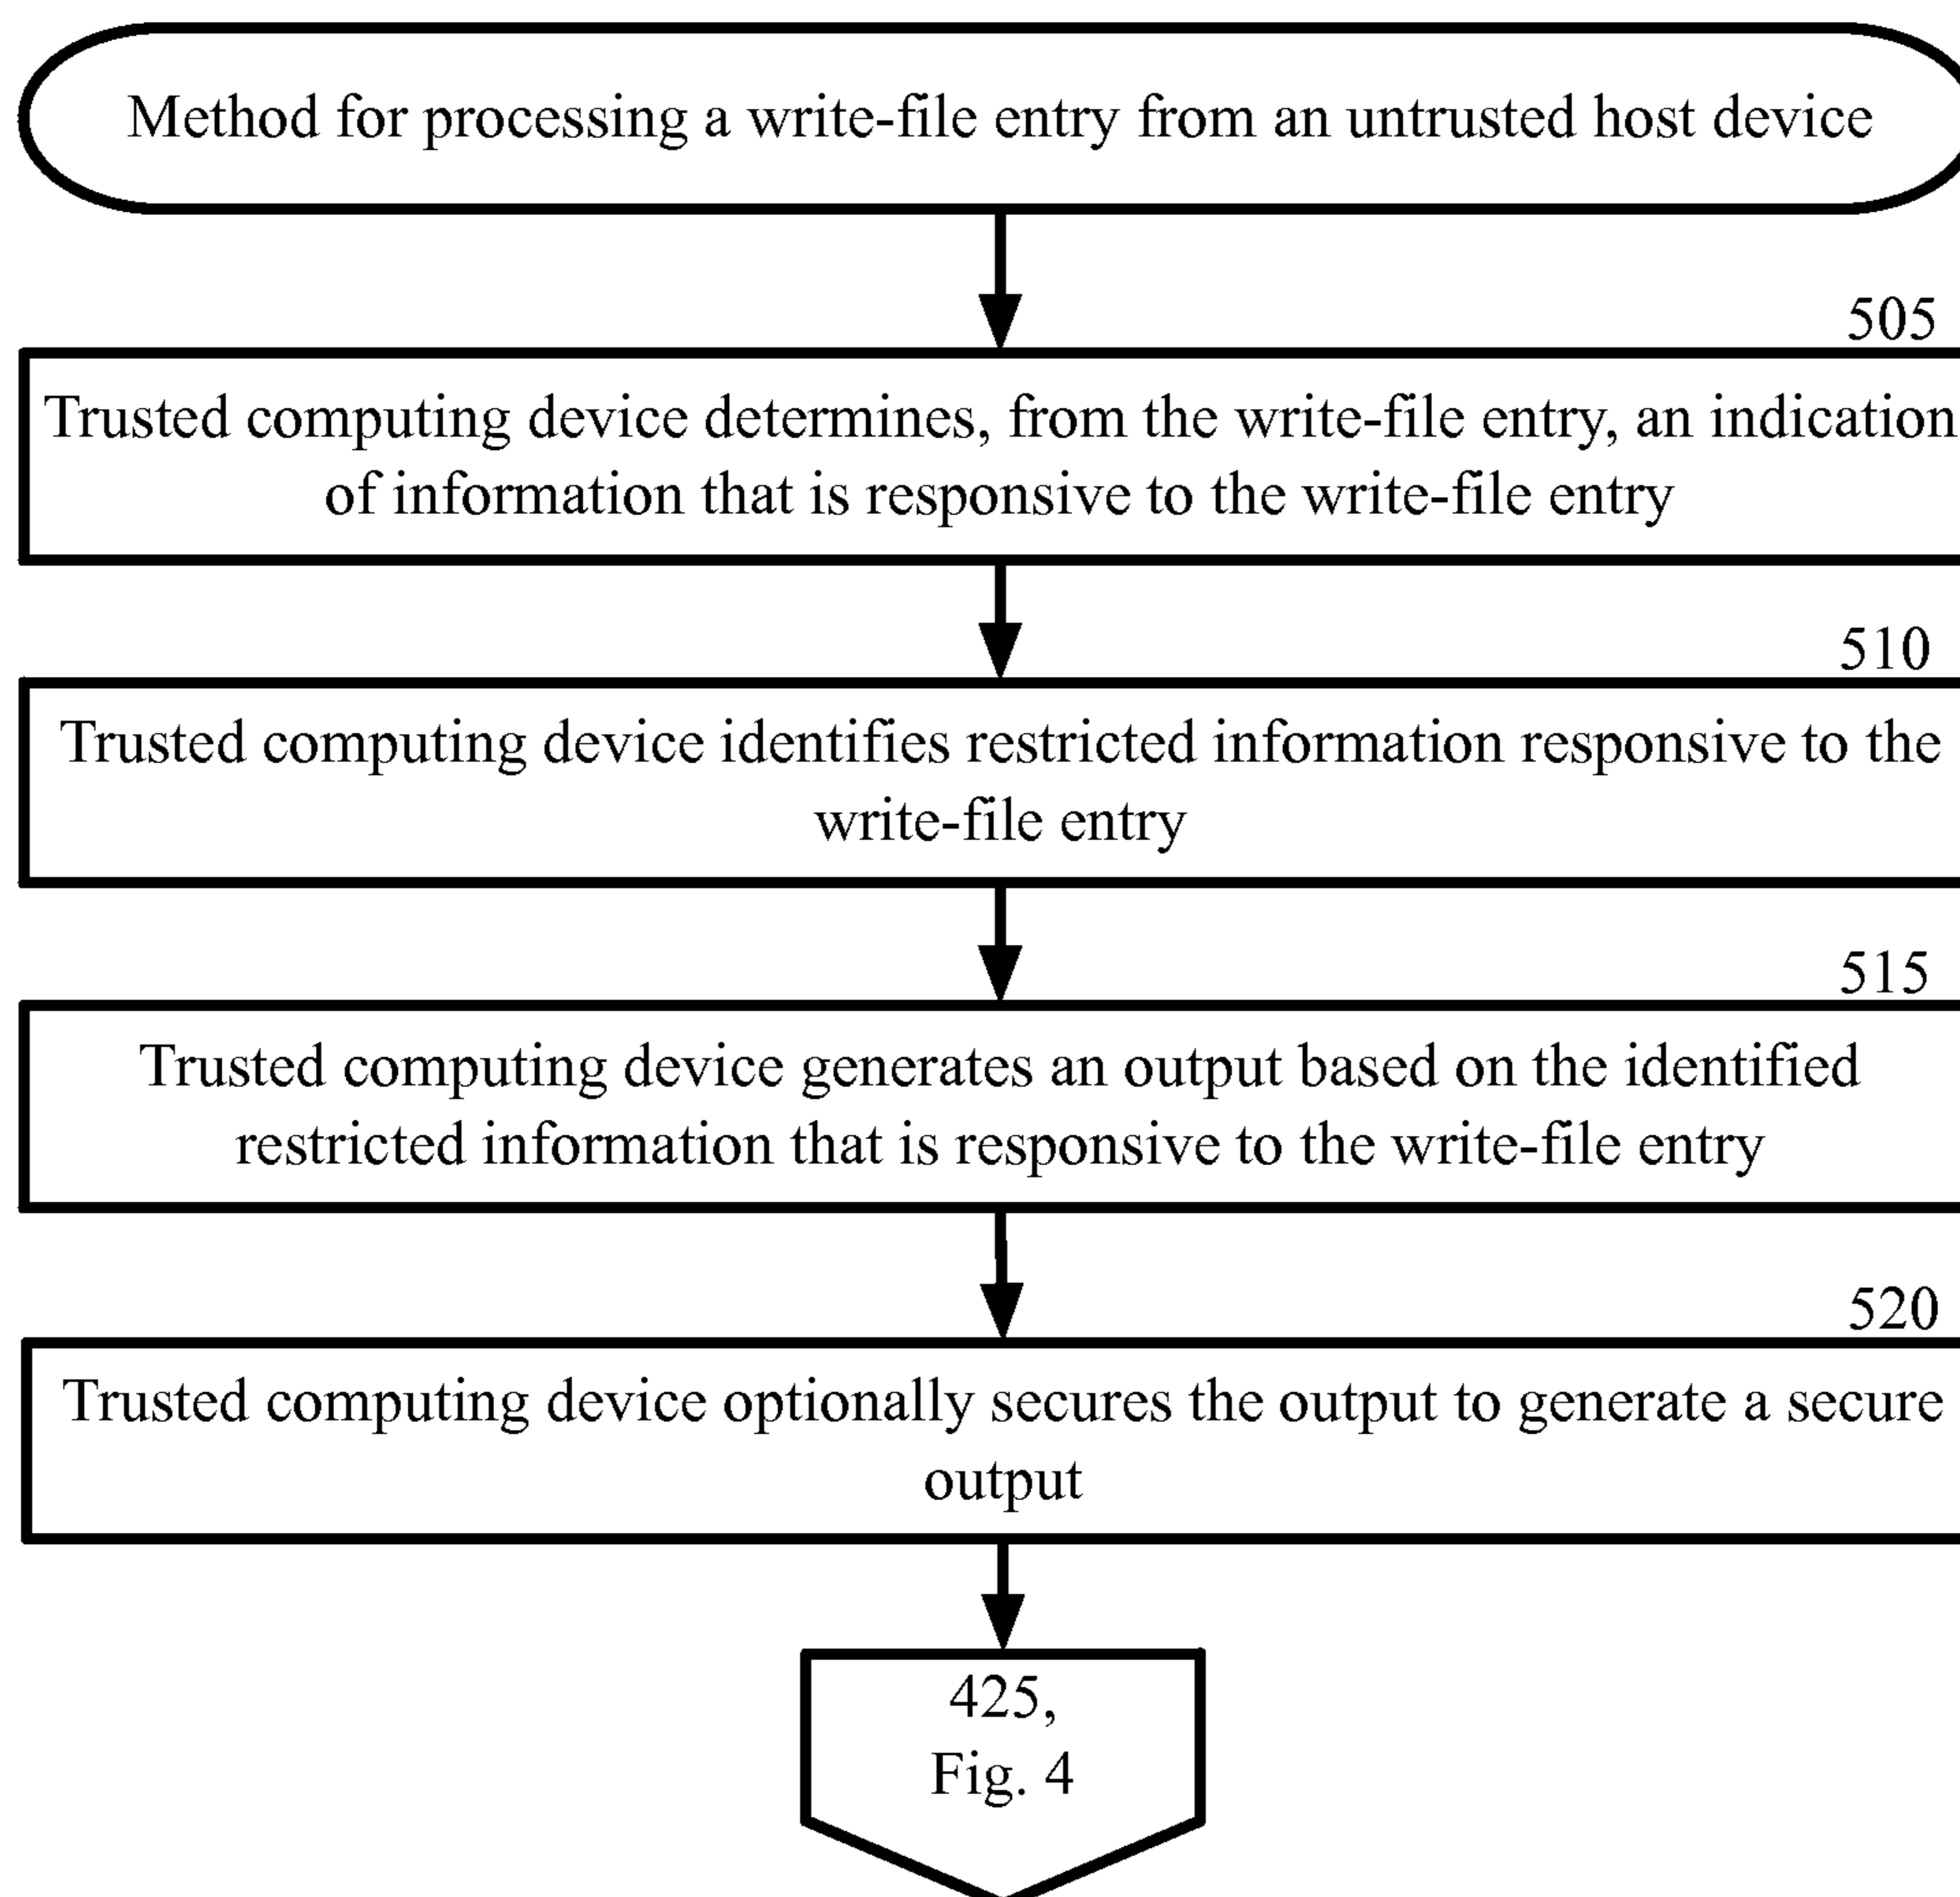 Method for processing a write-file entry from an untrusted host device
505
Trusted computing device determines, from the write-file entry, an indication
of information that is responsive to the write-file entry
510
Trusted computing device identifies restricted information responsive to the
write-file entry
515
Trusted computing device generates an output based on the identified
restricted information that is responsive to the write-file entry
520
Trusted computing device optionally secures the output to generate a secure
output
425,
Fig. 4